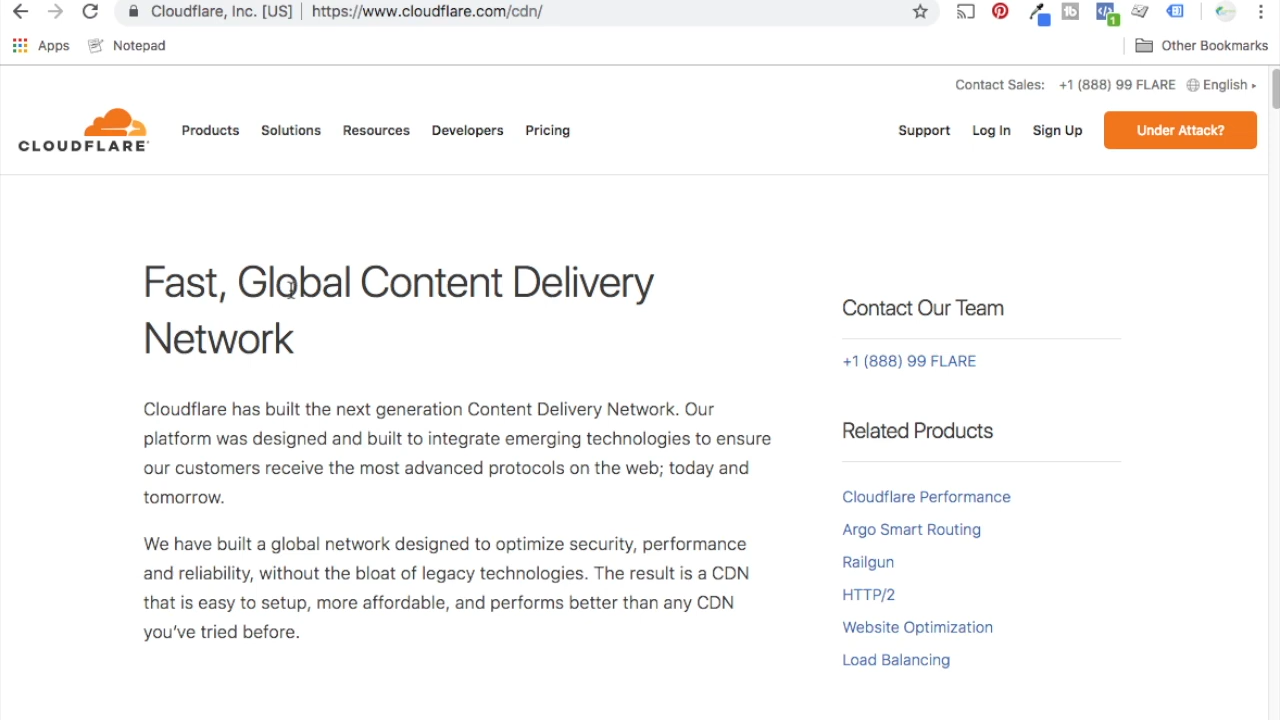 Cloudflare, Inc. [US] https://www.cloudflare.com/cdn/
1
Apps Notepad Other Bookmarks
Contact Sales: +1 (888) 99 FLARE English
CLOUDFLARE Products Solutions Resources Developers Pricing Support Log In Sign Up Under Attack?
Fast, Global Content Delivery
Network
Cloudflare has built the next generation Content Delivery Network. Our
platform was designed and built to integrate emerging technologies to ensure
our customers receive the most advanced protocols on the web; today and
tomorrow.
We have built a global network designed to optimize security, performance
and reliability, without the bloat of legacy technologies. The result is a CDN
that is easy to setup, more affordable, and performs better than any CDN
you’ve tried before.
Contact Our Team
+1 (888) 99 FLARE
Related Products
Cloudflare Performance
Argo Smart Routing
Railgun
HTTP/2
Website Optimization
Load Balancing